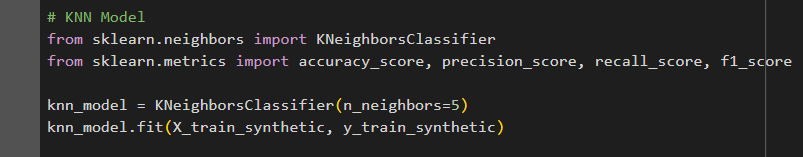 # KNN Model
from sklearn.neighbors import KNeighborsClassifier
from sklearn.metrics import accuracy_score, precision_score, recall_score, f1_score
knn_model = KNeighborsClassifier(n_neighbors=5)
knn_model.fit(X_train_synthetic, y_train_synthetic)